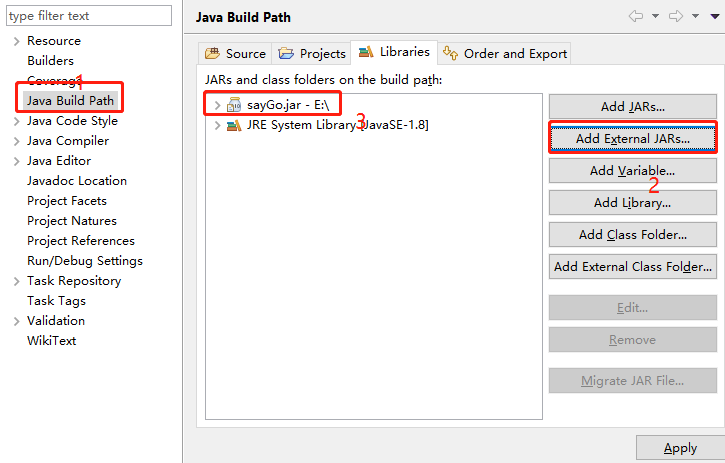 type filter text
Resource
Builders
Coverage
1
Java Build Path
Java Code Style
Java Compiler
Java Editor
Javadoc Location
Project Facets
Project Natures
Project References
Run/Debug Settings
Task Repository
Task Tags
Validation
WikiText
Java Build Path
Source
Projects
Libraries
Order and Export
JARs and class folders on the build path:
sayGo.jar - E:\
3
JRE System Library [JavaSE-1.8]
Add JARs...
Add External JARs...
Add Variable...
2
Add Library...
Add Class Folder...
Add External Class Folder...
Edit...
Remove
Migrate JAR File...
Apply